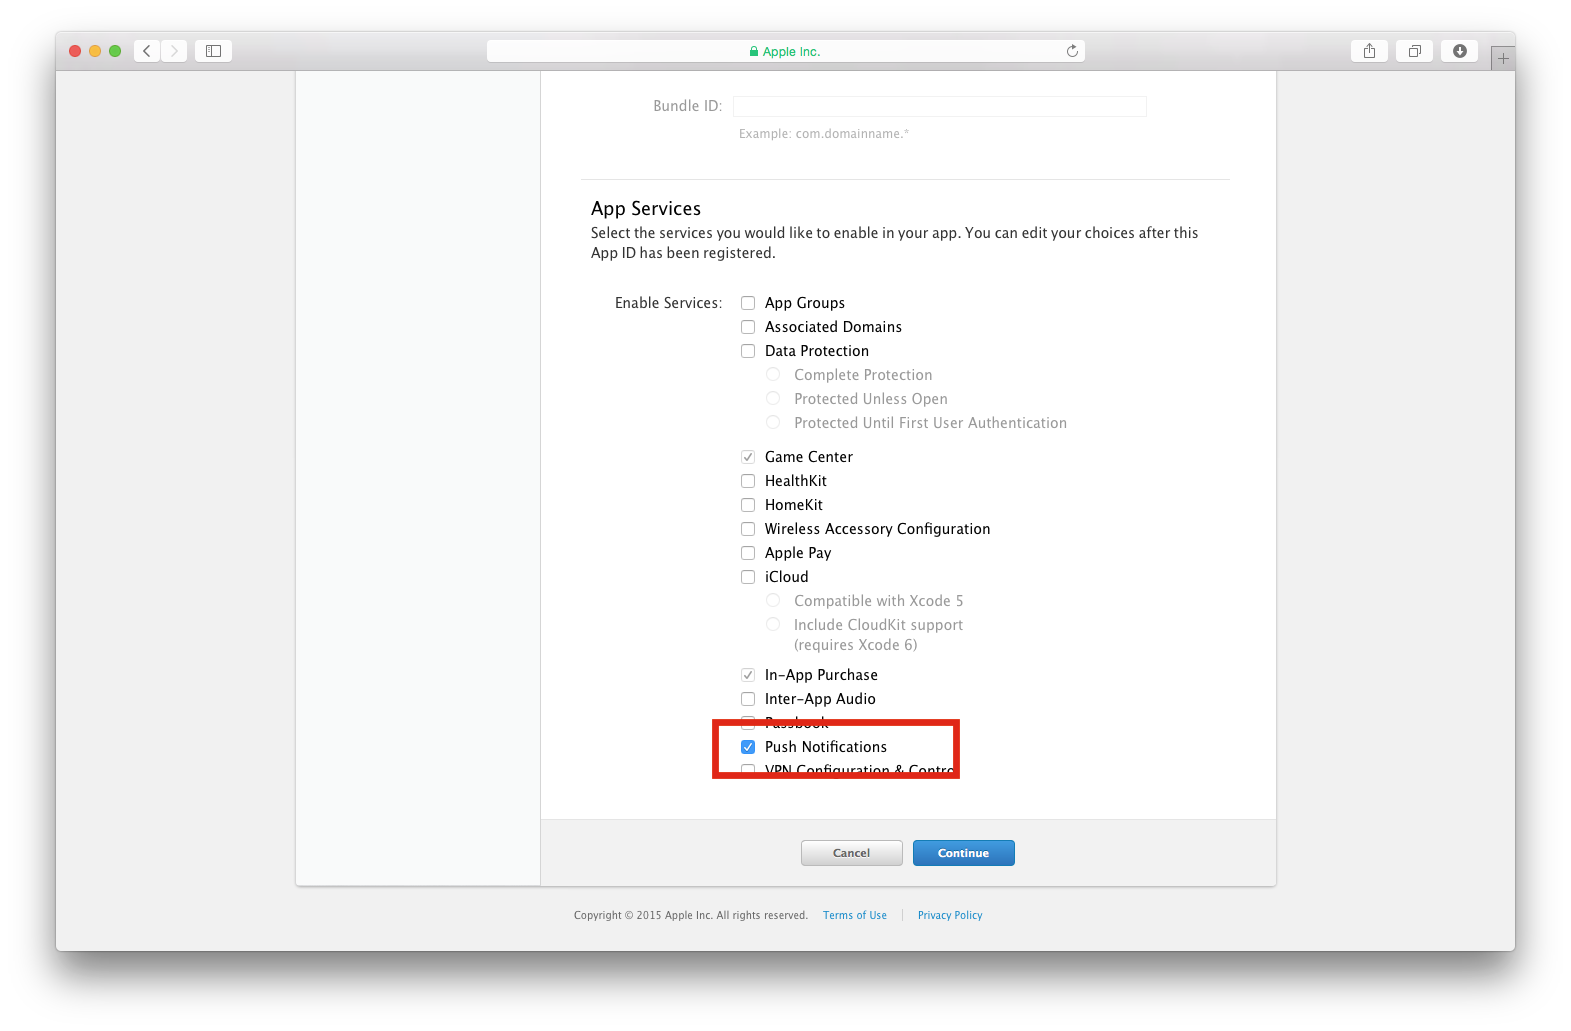 Apple Inc.
Bundle ID:
Example: com.domainname.*
App Services
Select the services you would like to enable in your app. You can edit your choices after this
App ID has been registered.
Enable Services:
App Groups
Associated Domains
Data Protection
Complete Protection
Protected Unless Open
Protected Until First User Authentication
Game Center
HealthKit
HomeKit
Wireless Accessory Configuration
Apple Pay
iCloud
Compatible with Xcode 5
Include CloudKit support
(requires Xcode 6)
In-App Purchase
Inter-App Audio
Passbook
Push Notifications
VPN Configuration & Contro
Cancel
Continue
Copyright © 2015 Apple Inc. All rights reserved. Terms of Use | Privacy Policy